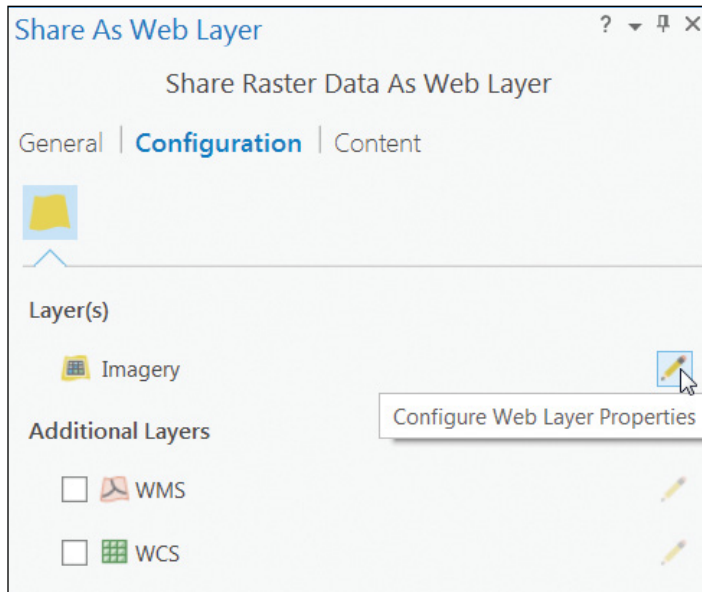 Share As Web Layer ?
Share Raster Data As Web Layer
General | Configuration | Content
Layer(s)
Imagery
Configure Web Layer Properties
Additional Layers
WMS
WCS